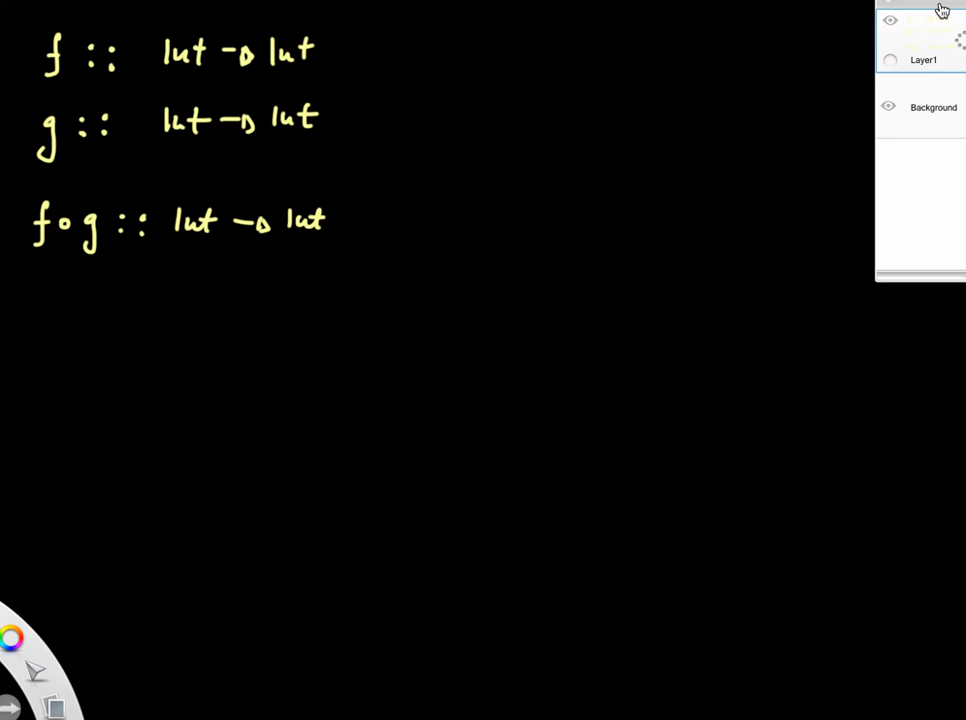 f :: Int → Int
g :: Int → Int
f ∘ g :: Int → Int
Layer1
Background